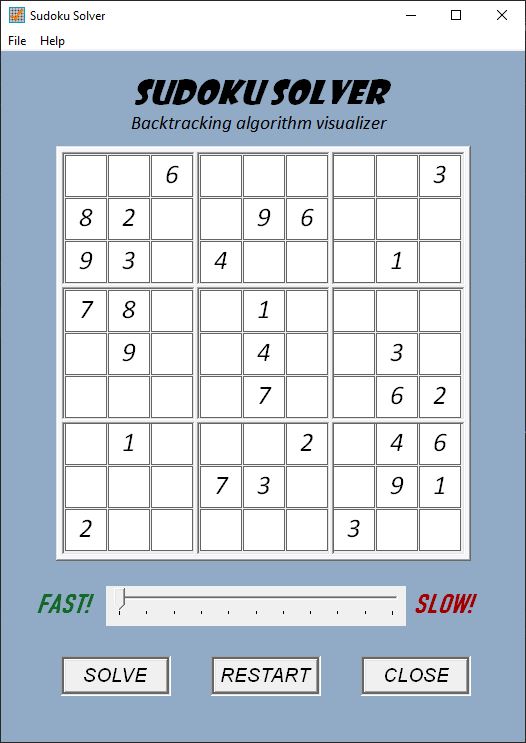 Sudoku Solver
File Help
SUDOKU SOLVER
Backtracking algorithm visualizer
6 3
8 2 9 6
9 3 4 1
7 8 1
9 4 3
7 6 2
1 2 4 6
7 3 9 1
2 3
FAST! SLOW!
SOLVE RESTART CLOSE